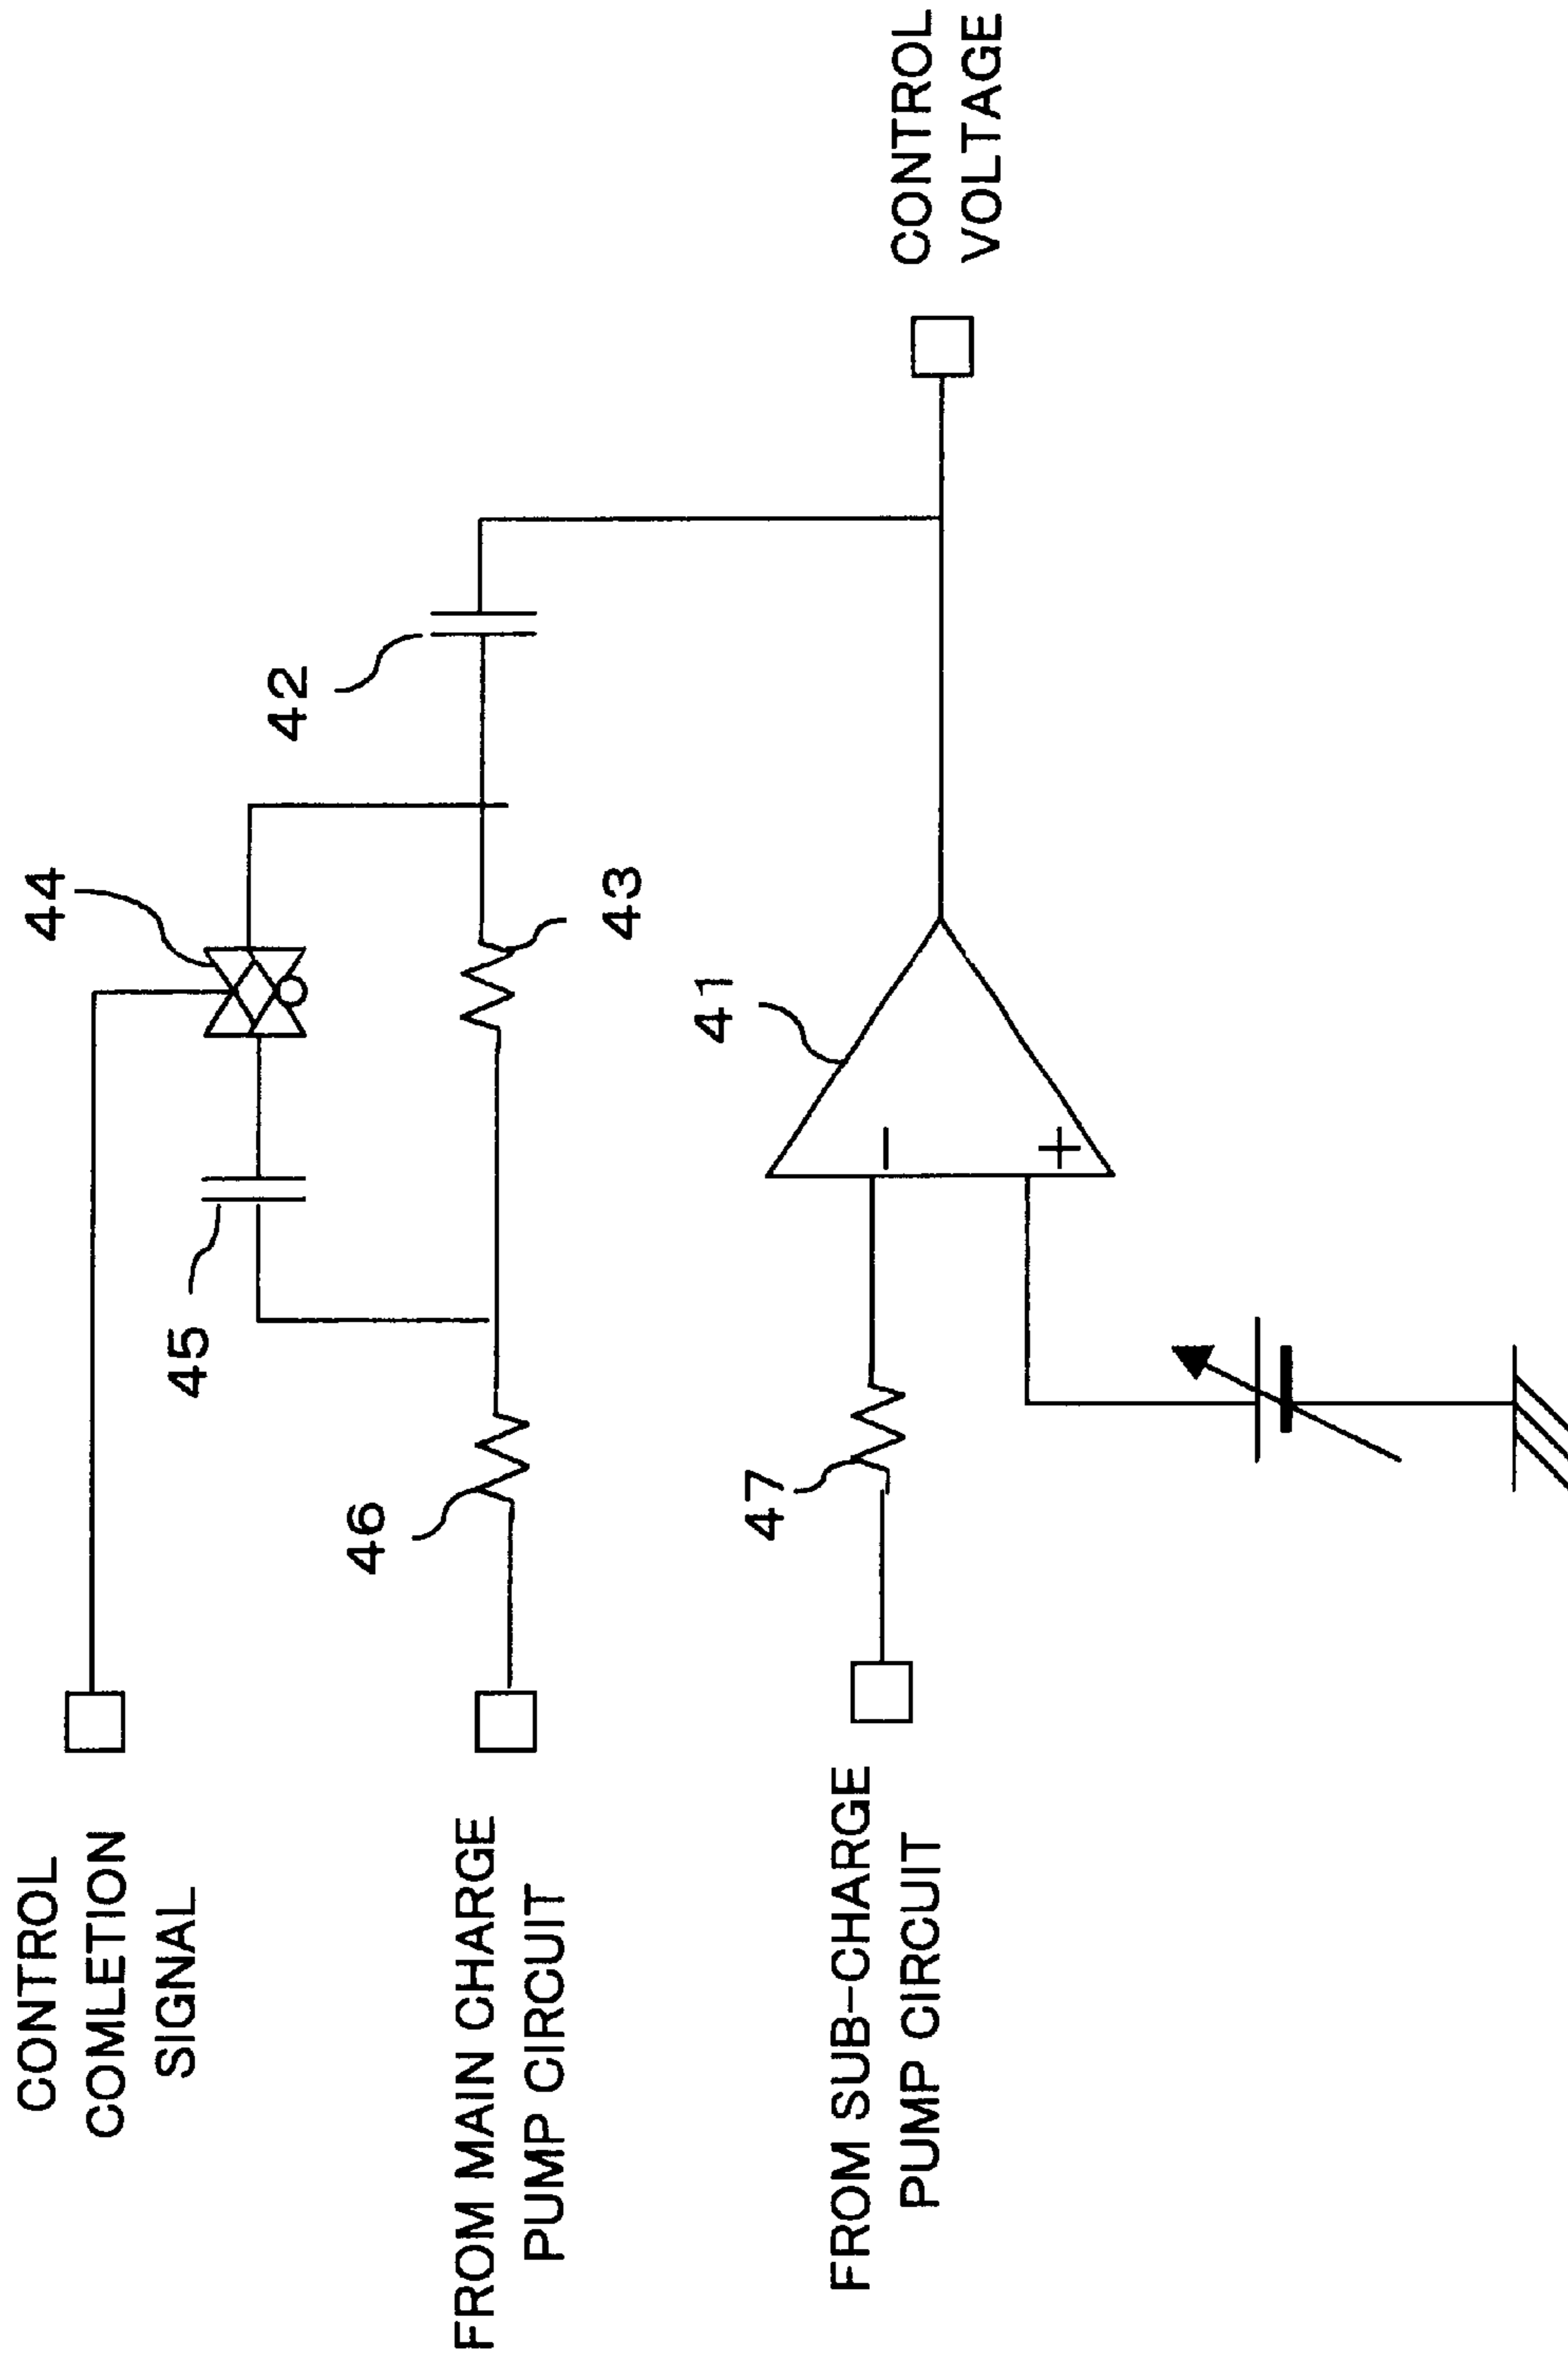 CONTROL
COMLETION
SIGNAL
44
45
42
46
FROM MAIN CHARGE
PUMP CIRCUIT
43
41
47
FROM SUB-CHARGE
PUMP CIRCUIT
−
+
CONTROL
VOLTAGE